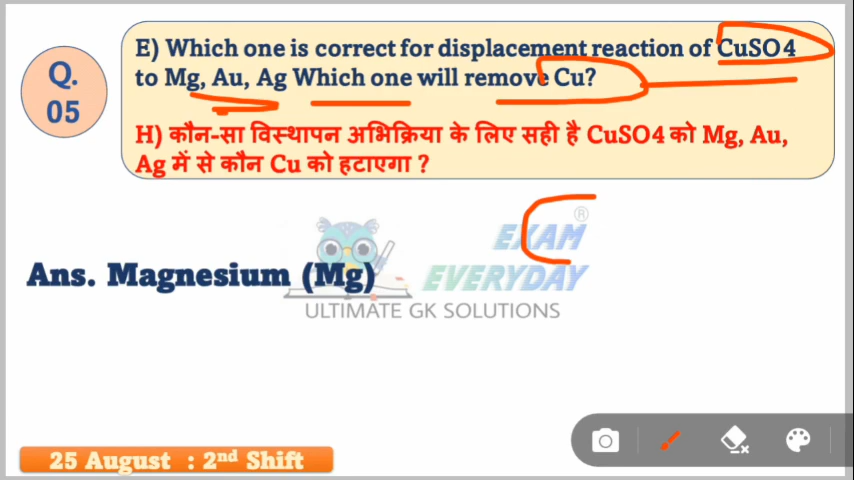 Q.
05
E) Which one is correct for displacement reaction of CuSO4
to Mg, Au, Ag Which one will remove Cu?
H) कौन-सा विस्थापन अभिक्रिया के लिए सही है CuSO4 को Mg, Au,
Ag में से कौन Cu को हटाएगा ?
EXAM ®
EVERYDAY
ULTIMATE GK SOLUTIONS
Ans. Magnesium (Mg)
25 August : 2nd Shift